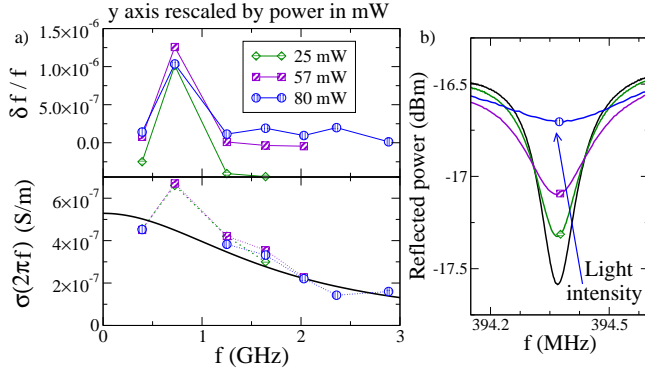 y axis rescaled by power in mW
a)
δf / f
1.5×10⁻⁶
1.0×10⁻⁶
5.0×10⁻⁷
0.0
25 mW
57 mW
80 mW
σ(2πf) (S/m)
6×10⁻⁷
4×10⁻⁷
2×10⁻⁷
0
0 1 2 3
f (GHz)
b)
Reflected power (dBm)
-16.5
-17
-17.5
Light
intensity
394.2 394.5
f (MHz)